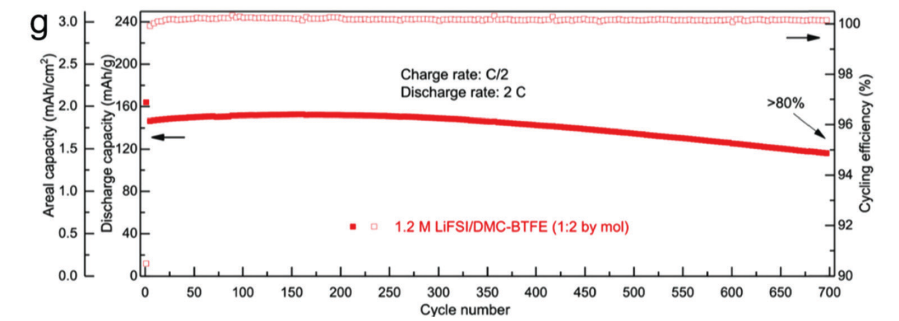 g
Areal capacity (mAh/cm2)
3.0
2.5
2.0
1.5
1.0
0.5
0.0
Discharge capacity (mAh/g)
240
200
160
120
80
40
0
Charge rate: C/2
Discharge rate: 2 C
>80%
1.2 M LiFSI/DMC-BTFE (1:2 by mol)
100
98
96
94
92
90
Cycling efficiency (%)
0 50 100 150 200 250 300 350 400 450 500 550 600 650 700
Cycle number